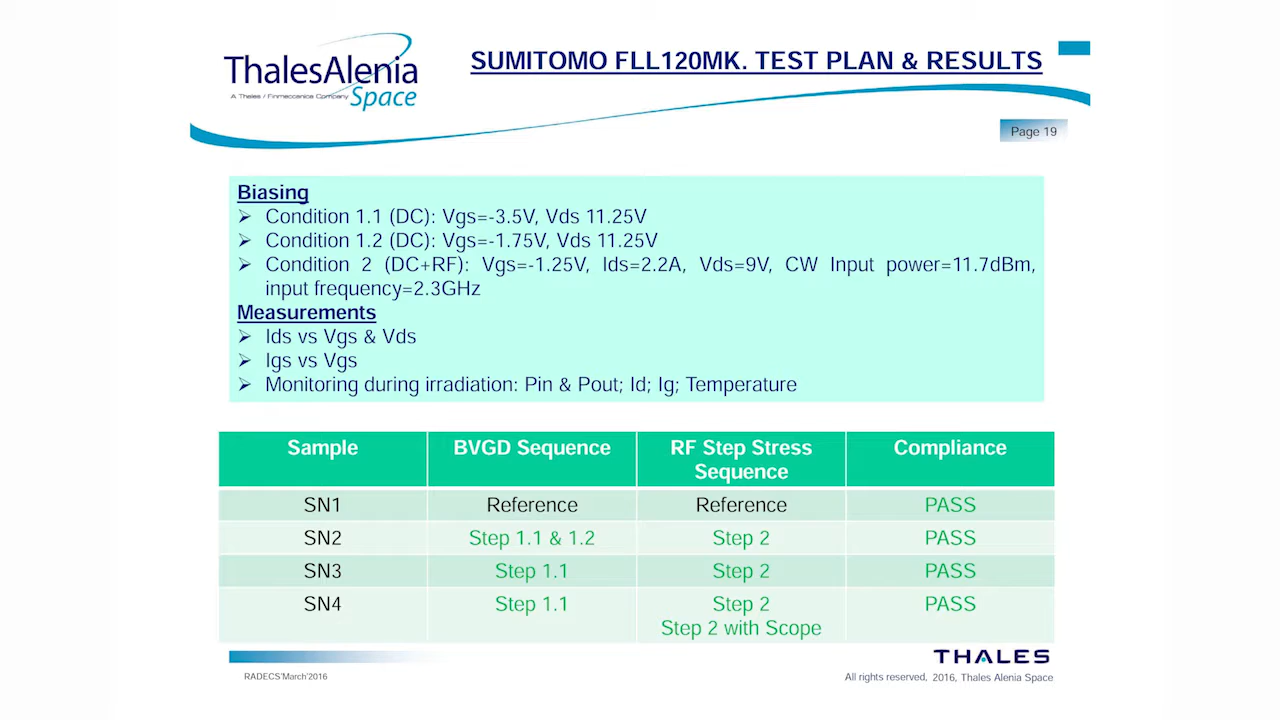 ThalesAlenia
A Thales / Finmeccanica Company Space
SUMITOMO FLL120MK. TEST PLAN & RESULTS
Page 19
Biasing
➢ Condition 1.1 (DC): Vgs=-3.5V, Vds 11.25V
➢ Condition 1.2 (DC): Vgs=-1.75V, Vds 11.25V
➢ Condition 2 (DC+RF): Vgs=-1.25V, Ids=2.2A, Vds=9V, CW Input power=11.7dBm,
input frequency=2.3GHz
Measurements
➢ Ids vs Vgs & Vds
➢ Igs vs Vgs
➢ Monitoring during irradiation: Pin & Pout; Id; Ig; Temperature
Sample BVGD Sequence RF Step Stress Sequence Compliance
SN1 Reference Reference PASS
SN2 Step 1.1 & 1.2 Step 2 PASS
SN3 Step 1.1 Step 2 PASS
SN4 Step 1.1 Step 2 PASS
Step 2 with Scope
THALES
RADECS'March'2016
All rights reserved, 2016, Thales Alenia Space